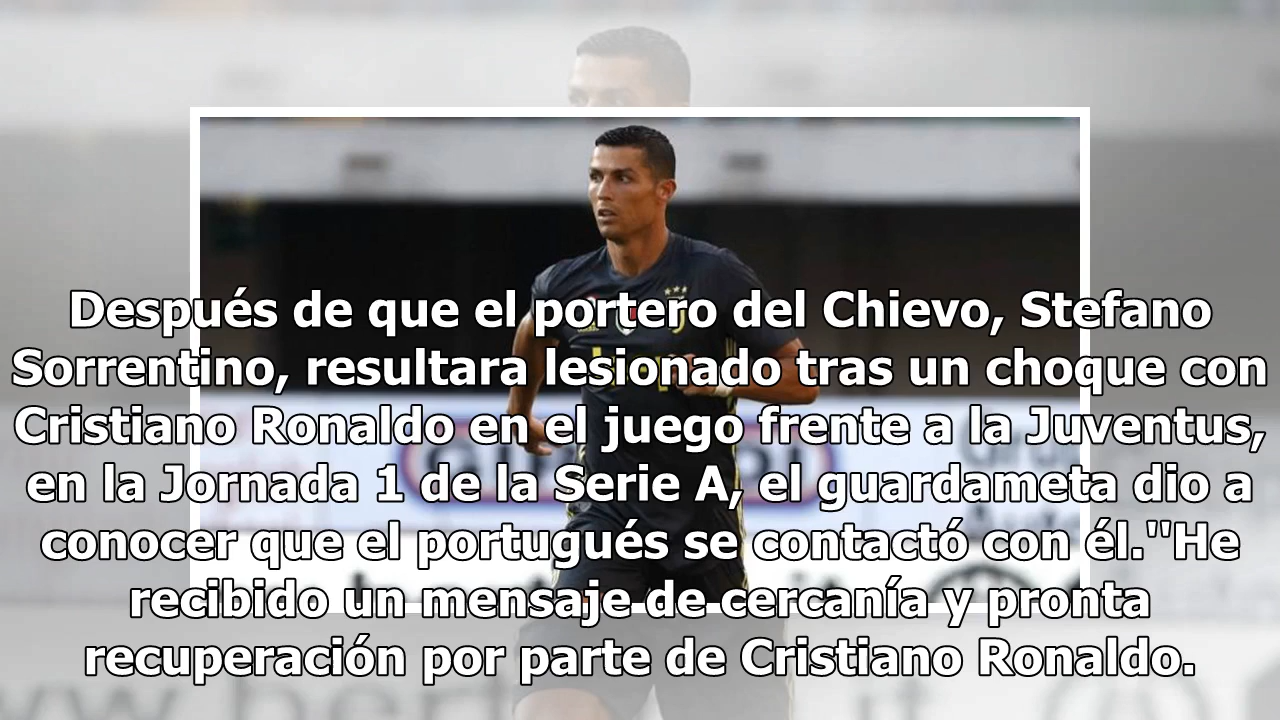 Después de que el portero del Chievo, Stefano
Sorrentino, resultara lesionado tras un choque con
Cristiano Ronaldo en el juego frente a la Juventus,
en la Jornada 1 de la Serie A, el guardameta dio a
conocer que el portugués se contactó con él."He
recibido un mensaje de cercanía y pronta
recuperación por parte de Cristiano Ronaldo.